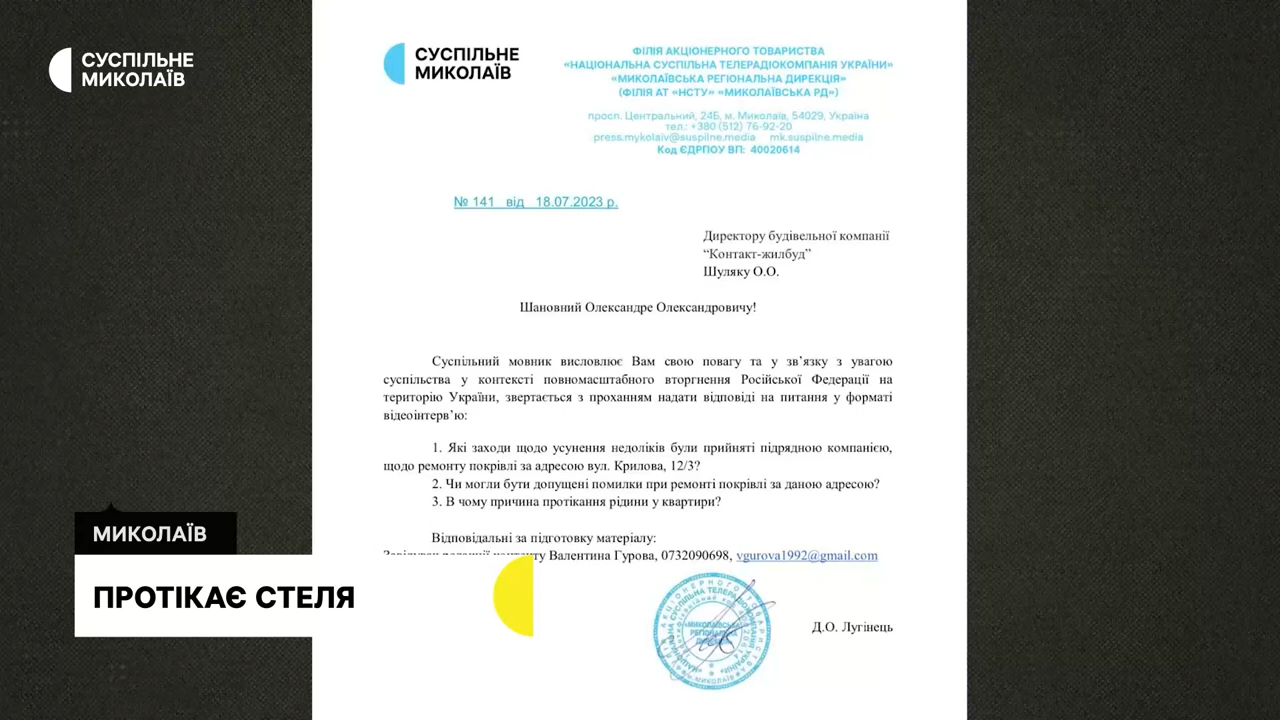 СУСПІЛЬНЕ
МИКОЛАЇВ
СУСПІЛЬНЕ
МИКОЛАЇВ
ФІЛІЯ АКЦІОНЕРНОГО ТОВАРИСТВА
«НАЦІОНАЛЬНА СУСПІЛЬНА ТЕЛЕРАДІОКОМПАНІЯ УКРАЇНИ»
«МИКОЛАЇВСЬКА РЕГІОНАЛЬНА ДИРЕКЦІЯ»
(ФІЛІЯ АТ «НСТУ» «МИКОЛАЇВСЬКА РД»)
просп. Центральний, 24Б, м. Миколаїв, 54029, Україна
тел.: +380 (512) 76-92-20
press.mykolaiv@suspilne.media mk.suspilne.media
Код ЄДРПОУ ВП: 40020614
№ 141 від 18.07.2023 р.
Директору будівельної компанії
“Контакт-жилбуд”
Шуляку О.О.
Шановний Олександре Олександровичу!
Суспільний мовник висловлює Вам свою повагу та у зв’язку з увагою
суспільства у контексті повномасштабного вторгнення Російської Федерації на
територію України, звертається з проханням надати відповіді на питання у форматі
відеоінтерв’ю:
1. Які заходи щодо усунення недоліків були прийняті підрядною компанією,
щодо ремонту покрівлі за адресою вул. Крилова, 12/3?
2. Чи могли бути допущені помилки при ремонті покрівлі за даною адресою?
3. В чому причина протікання рідини у квартири?
Відповідальні за підготовку матеріалу:
Валентина Гурова, 0732090698, vgurova1992@gmail.com
Д.О. Лугінець
«МИКОЛАЇВСЬКА
РЕГІОНАЛЬНА
ДИРЕКЦІЯ»
МИКОЛАЇВ
ПРОТІКАЄ СТЕЛЯ